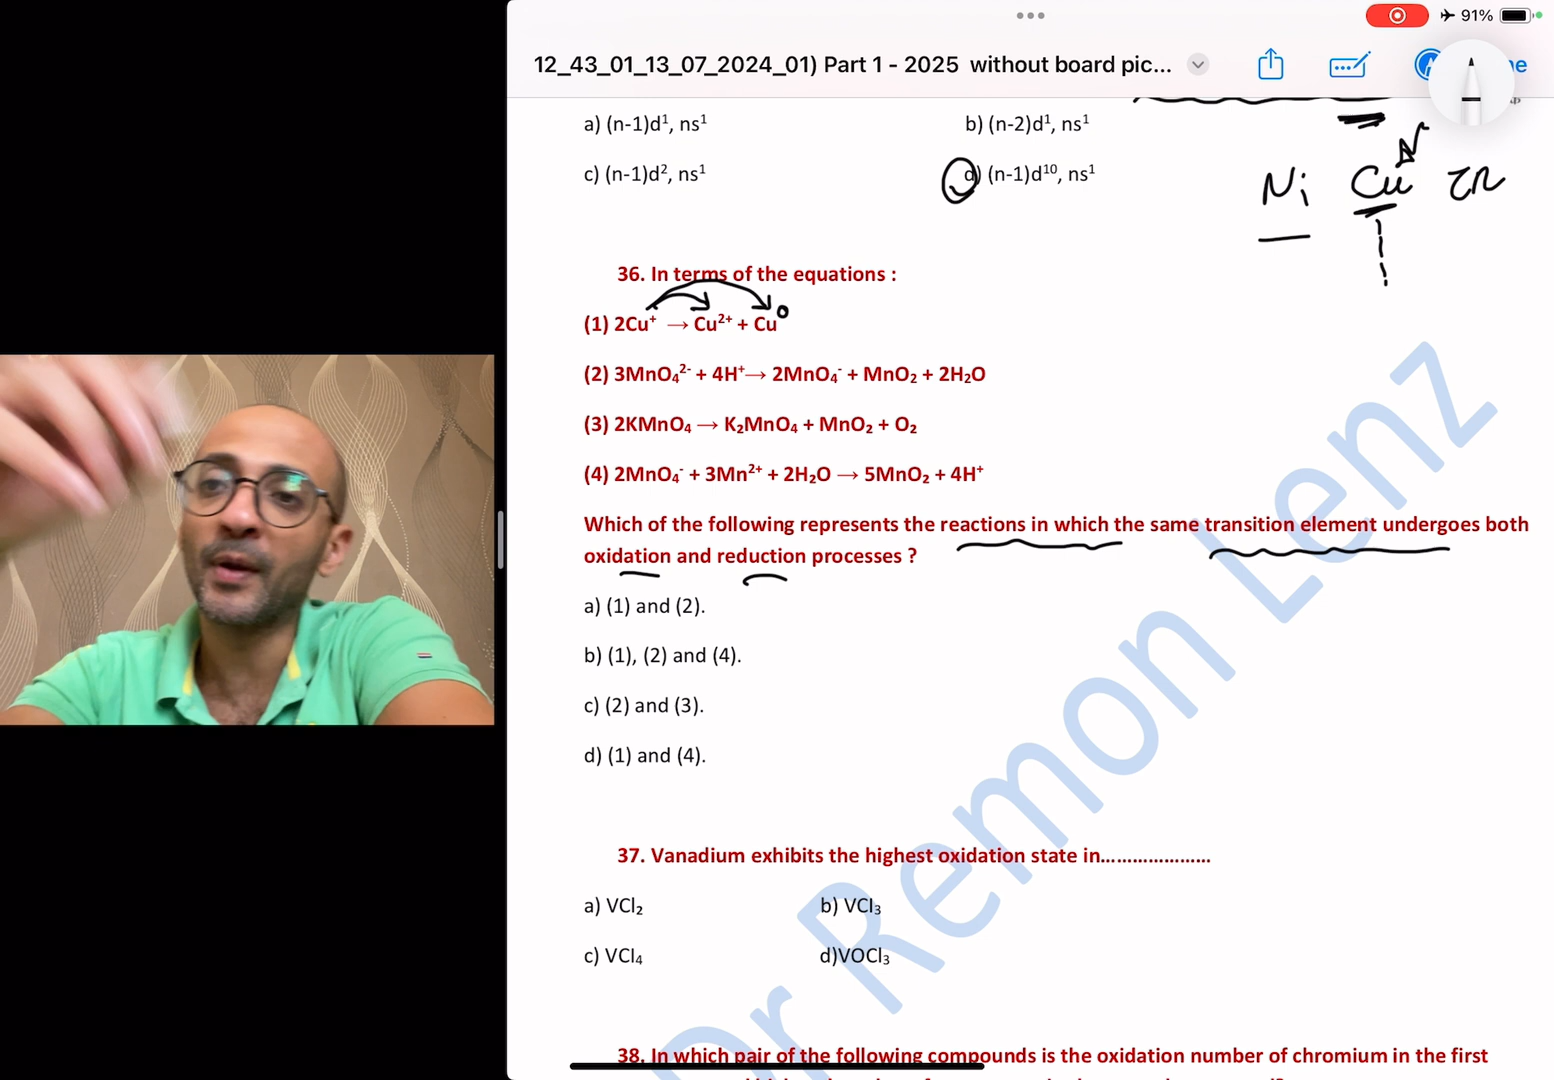 91%
12_43_01_13_07_2024_01) Part 1 - 2025 without board pic...
a) (n-1)d¹, ns¹
b) (n-2)d¹, ns¹
c) (n-1)d², ns¹
d) (n-1)d¹⁰, ns¹
Ni Cu Zn
36. In terms of the equations :
(1) 2Cu⁺ → Cu²⁺ + Cu⁰
(2) 3MnO₄²⁻ + 4H⁺→ 2MnO₄⁻ + MnO₂ + 2H₂O
(3) 2KMnO₄ → K₂MnO₄ + MnO₂ + O₂
(4) 2MnO₄⁻ + 3Mn²⁺ + 2H₂O → 5MnO₂ + 4H⁺
Which of the following represents the reactions in which the same transition element undergoes both
oxidation and reduction processes ?
a) (1) and (2).
b) (1), (2) and (4).
c) (2) and (3).
d) (1) and (4).
37. Vanadium exhibits the highest oxidation state in.....................
a) VCl₂
b) VCl₃
c) VCl₄
d)VOCl₃
38. In which pair of the following compounds is the oxidation number of chromium in the first
Dr Remon Lenz